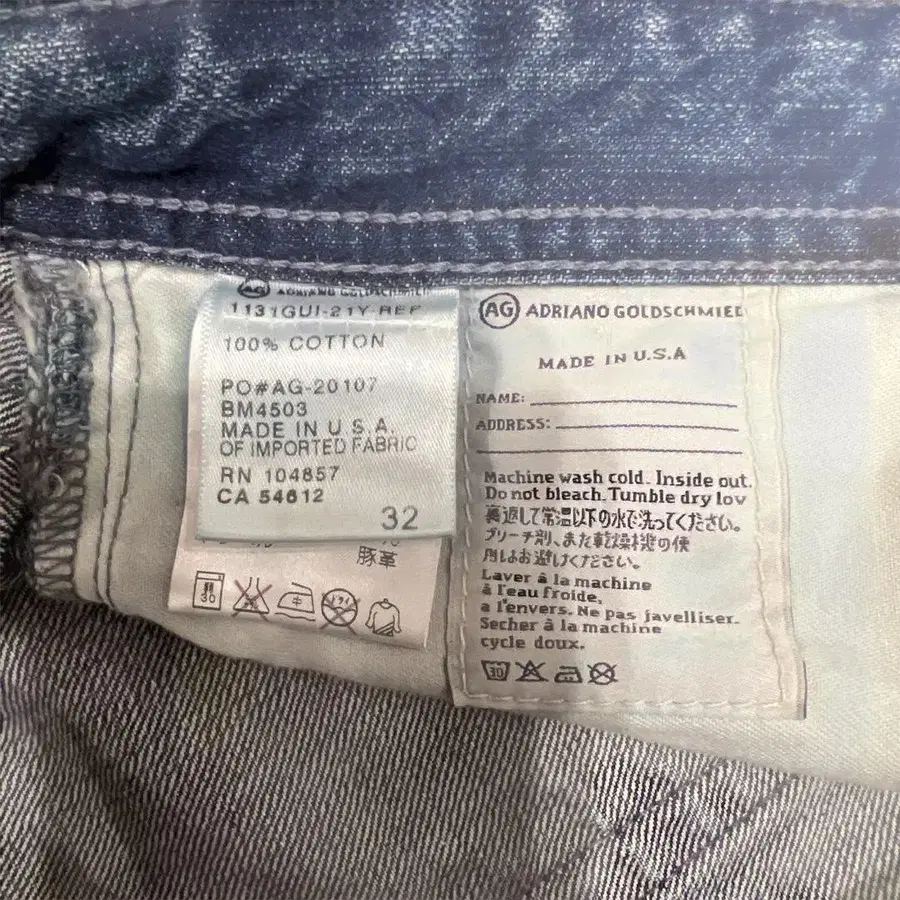 AG ADRIANO GOLDSCHMIED
1131GUI-21Y REP
100% COTTON
PO#AG-20107
BM4503
MADE IN U.S.A.
OF IMPORTED FABRIC
RN 104857
CA 54612
32
豚革
30
AG ADRIANO GOLDSCHMIED
MADE IN U.S.A
NAME:
ADDRESS:
Machine wash cold. Inside out.
Do not bleach. Tumble dry lov
裏返して常温以下の水で洗ってください。
ブリーチ剤、また乾燥機の使
用はお避けください。
Laver à la machine
à l'eau froide,
a l'envers. Ne pas javelliser.
Secher à la machine
cycle doux.
30